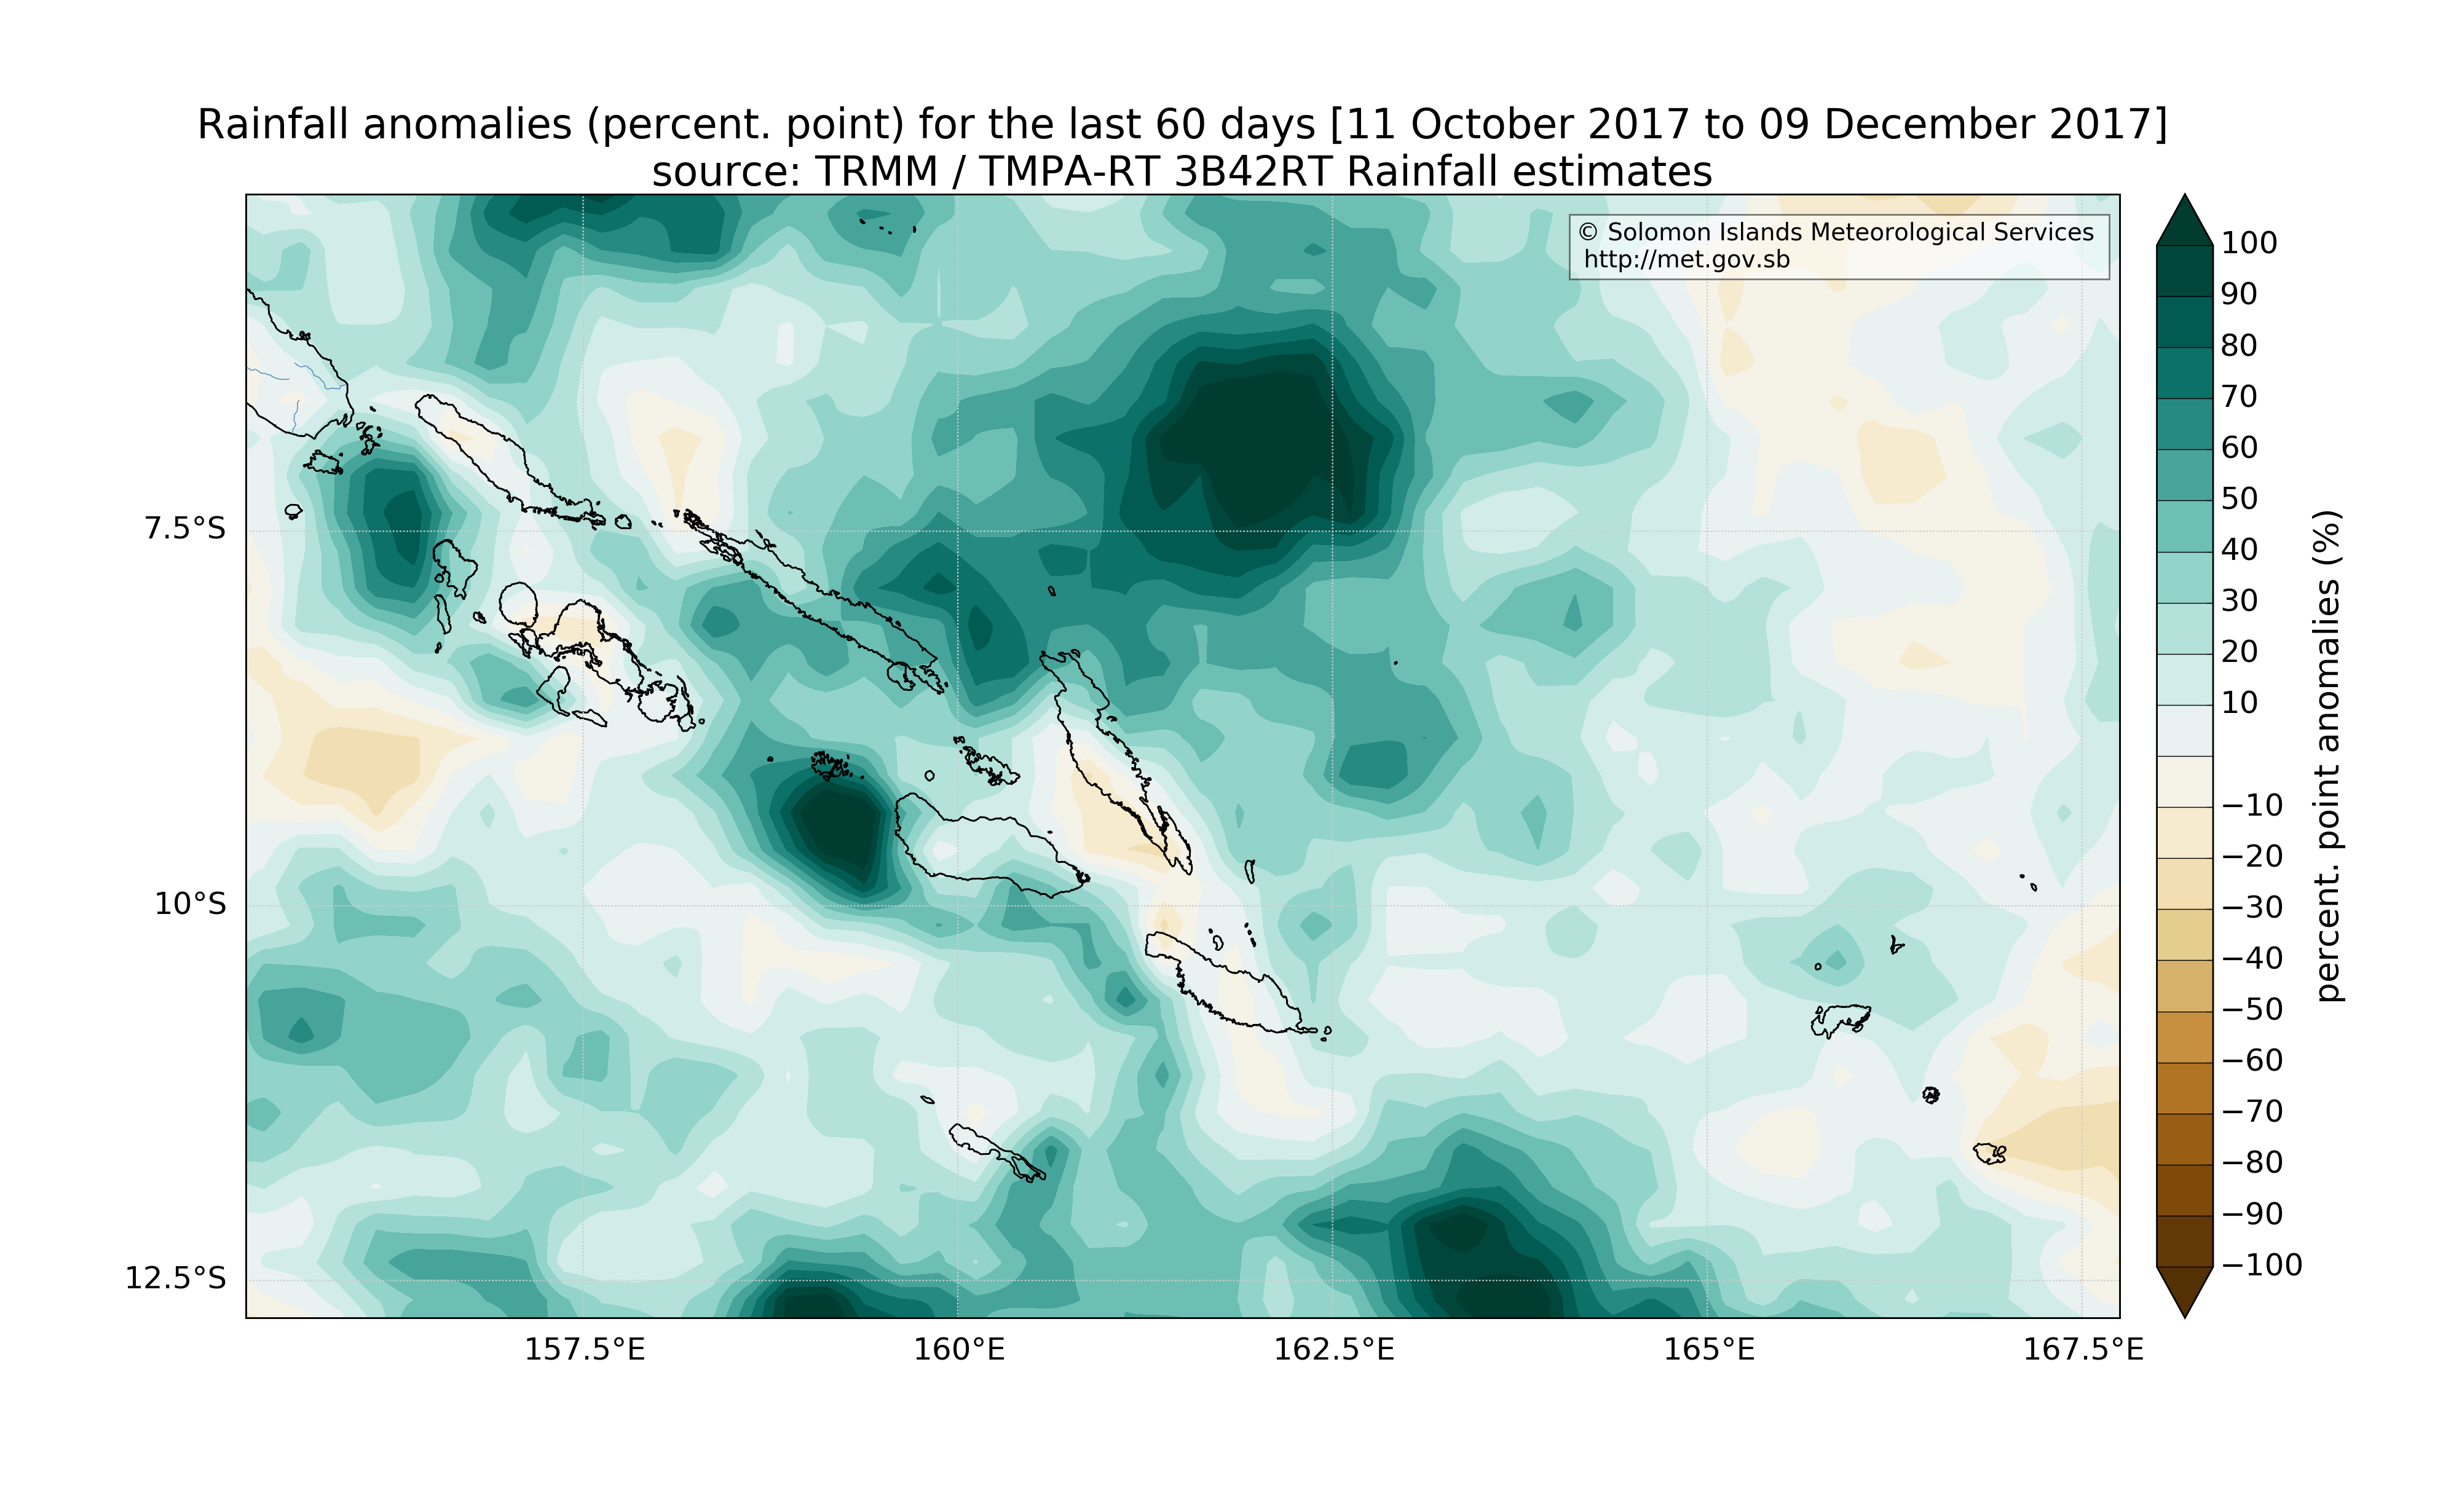 Rainfall anomalies (percent. point) for the last 60 days [11 October 2017 to 09 December 2017]
source: TRMM / TMPA-RT 3B42RT Rainfall estimates
© Solomon Islands Meteorological Services
http://met.gov.sb
7.5°S
10°S
12.5°S
157.5°E
160°E
162.5°E
165°E
167.5°E
100
90
80
70
60
50
40
30
20
10
−10
−20
−30
−40
−50
−60
−70
−80
−90
−100
percent. point anomalies (%)